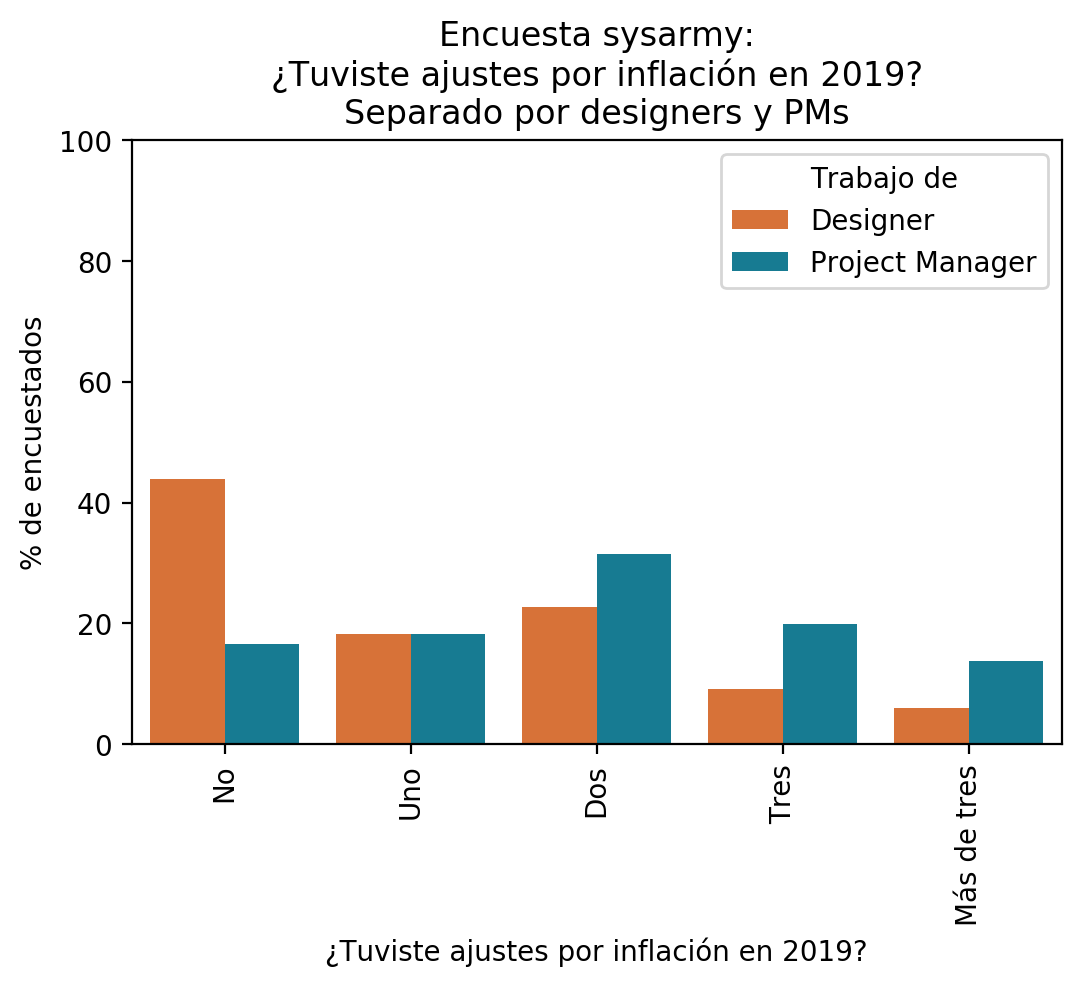 Encuesta sysarmy:
¿Tuviste ajustes por inflación en 2019?
Separado por designers y PMs
100
80
60
40
20
0
% de encuestados
Trabajo de
Designer
Project Manager
No
Uno
Dos
Tres
Más de tres
¿Tuviste ajustes por inflación en 2019?